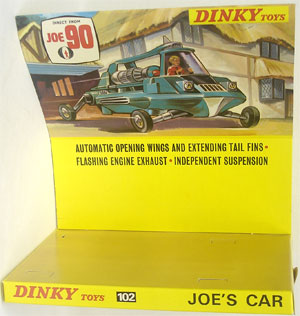 DIRECT FROM
JOE 90
DINKY TOYS
AUTOMATIC OPENING WINGS AND EXTENDING TAIL FINS•
FLASHING ENGINE EXHAUST•INDEPENDENT SUSPENSION
DINKY TOYS 102 JOE'S CAR